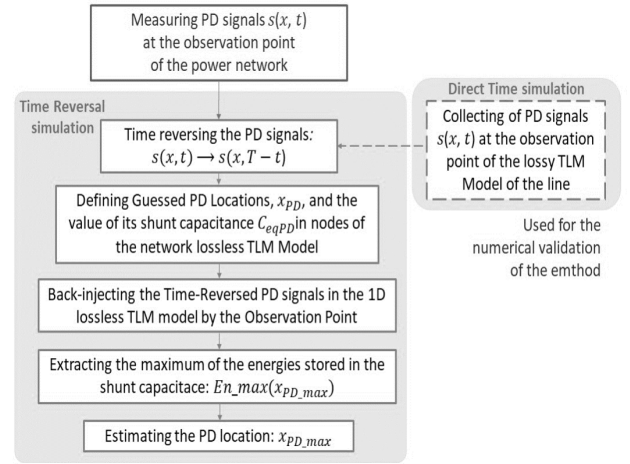 Measuring PD signals s(x, t)
at the observation point
of the power network
Time Reversal
simulation
Time reversing the PD signals:
s(x,t) → s(x,T − t)
Direct Time simulation
Collecting of PD signals
s(x, t) at the observation
point of the lossy TLM
Model of the line
Used for the
numerical validation
of the emthod
Defining Guessed PD Locations, x_PD, and the
value of its shunt capacitance C_eqPD in nodes of
the network lossless TLM Model
Back-injecting the Time-Reversed PD signals in the 1D
lossless TLM model by the Observation Point
Extracting the maximum of the energies stored in the
shunt capacitace: En_max(x_PD_max)
Estimating the PD location: x_PD_max